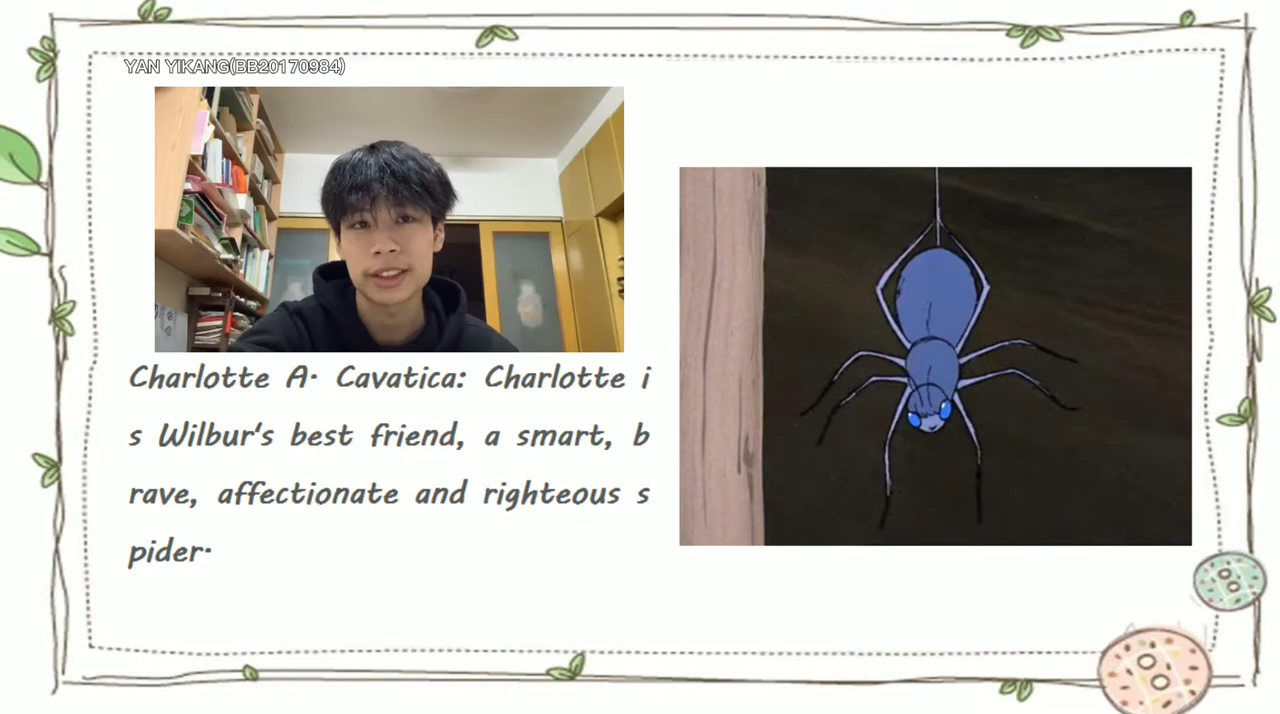 YAN YIKANG(BB20170984)
Charlotte A. Cavatica: Charlotte i
s Wilbur's best friend, a smart, b
rave, affectionate and righteous s
pider.